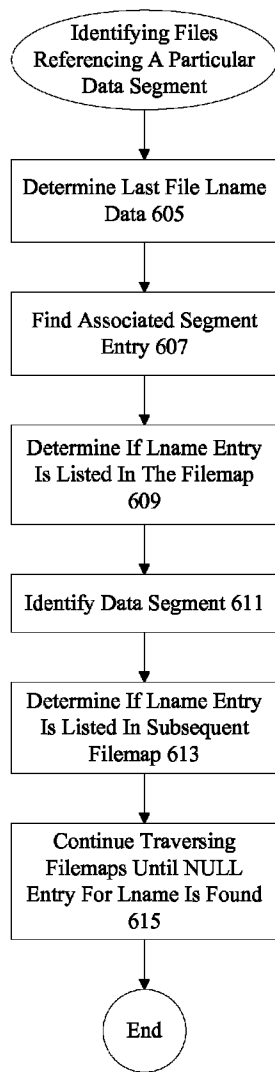 Identifying Files
Referencing A Particular
Data Segment
Determine Last File Lname
Data 605
Find Associated Segment
Entry 607
Determine If Lname Entry
Is Listed In The Filemap
609
Identify Data Segment 611
Determine If Lname Entry
Is Listed In Subsequent
Filemap 613
Continue Traversing
Filemaps Until NULL
Entry For Lname Is Found
615
End